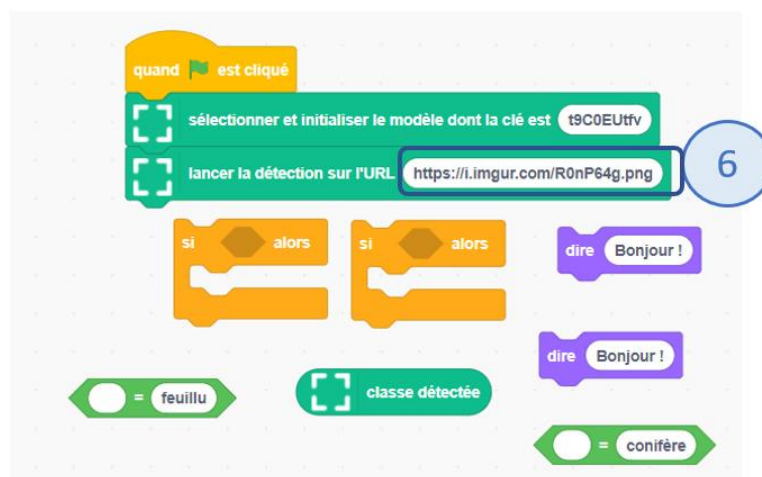 quand est cliqué
sélectionner et initialiser le modèle dont la clé est t9C0EUtfv
lancer la détection sur l'URL https://i.imgur.com/R0nP64g.png
6
si alors
si alors
dire Bonjour !
dire Bonjour !
= feuillu
classe détectée
= conifère